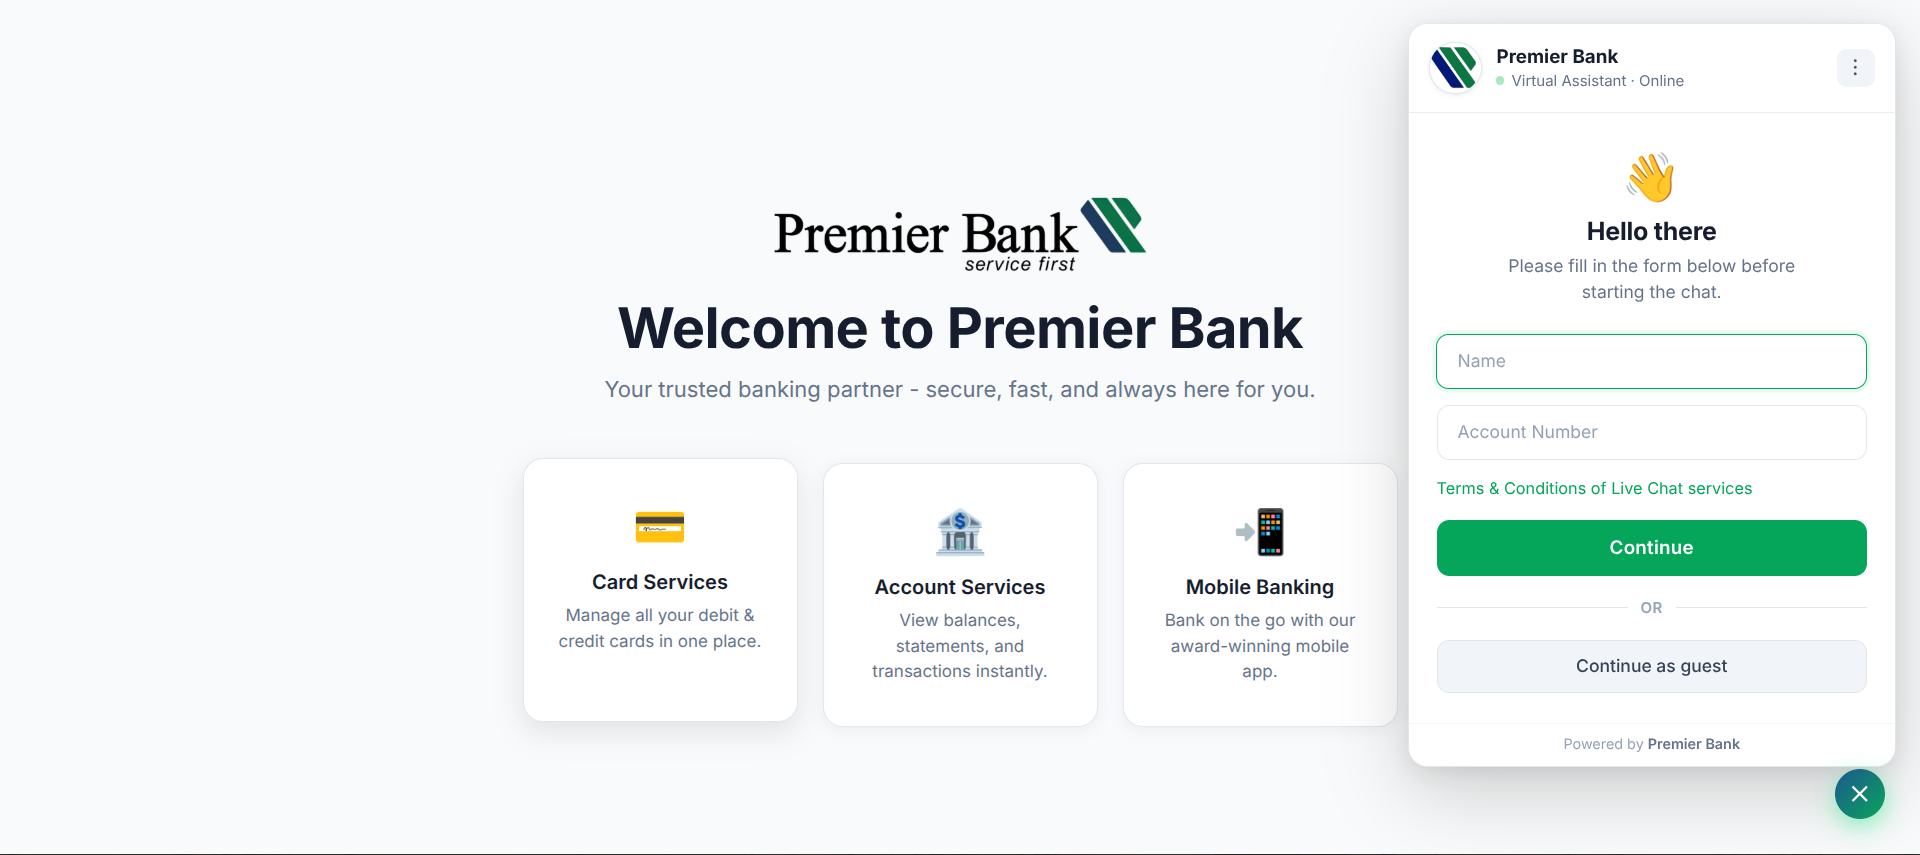 Premier Bank
service first
Welcome to Premier Bank
Your trusted banking partner - secure, fast, and always here for you.
Card Services
Manage all your debit &
credit cards in one place.
Account Services
View balances,
statements, and
transactions instantly.
Mobile Banking
Bank on the go with our
award-winning mobile
app.
Premier Bank
Virtual Assistant · Online
Hello there
Please fill in the form below before
starting the chat.
Name
Account Number
Terms & Conditions of Live Chat services
Continue
OR
Continue as guest
Powered by Premier Bank